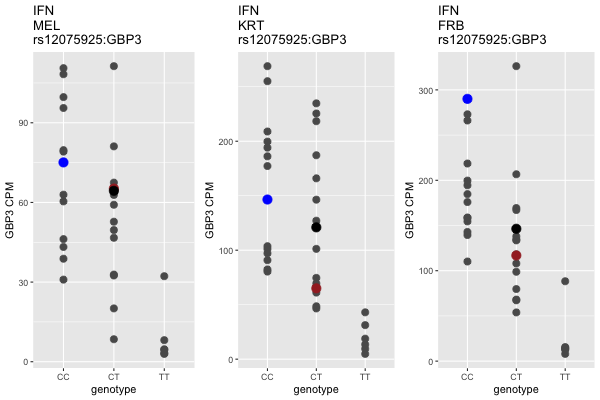 IFN
MEL
rs12075925:GBP3
GBP3 CPM
90
60
30
0
CC
CT
TT
genotype
IFN
KRT
rs12075925:GBP3
GBP3 CPM
200
100
0
CC
CT
TT
genotype
IFN
FRB
rs12075925:GBP3
GBP3 CPM
300
200
100
0
CC
CT
TT
genotype